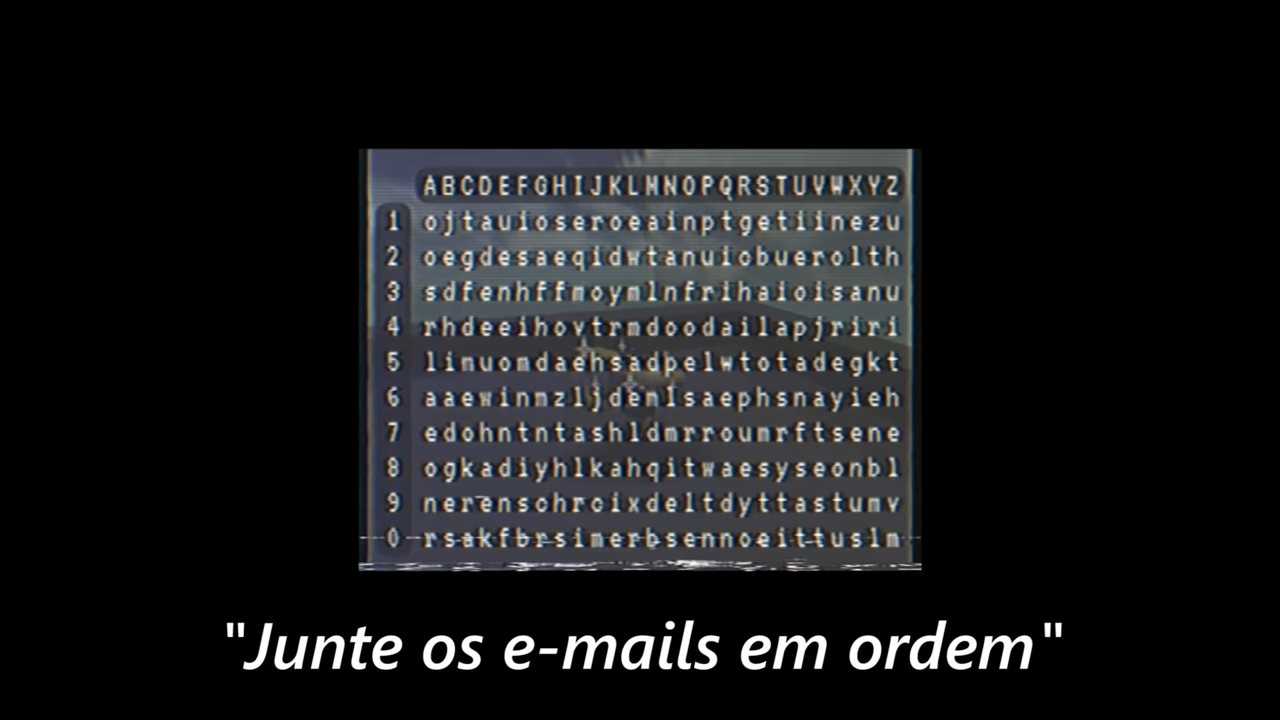 ABCDEFGHIJKLMNOPQRSTUVWXYZ
1 ojtauioseroeainptgetiinezu
2 oegdesaeqidwtanuiobuerolth
3 sdfenhffmoymlnfrihaioisanu
4 rhdeeihovtrmdoodailapjriri
5 limuomdaehsadpelwtotadegkt
6 aaewinmzljdemlsaephsnayieh
7 edohntntashldmrroumrftsene
8 ogkadiyhlkahqitwaesyseonbl
9 nerenschrcixdeltdyttastumv
0 rsakfbrsimerbsennoeittuslm
"Junte os e-mails em ordem"